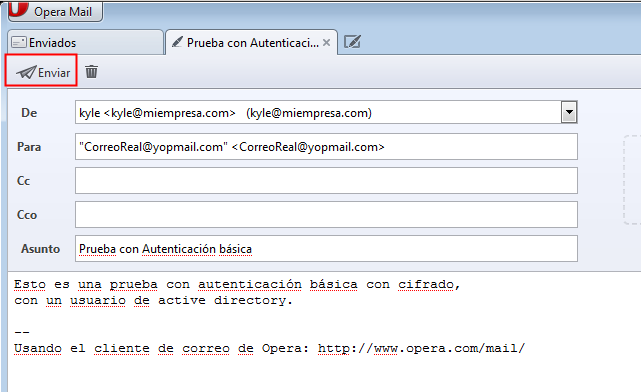 Opera Mail
Enviados
Prueba con Autenticaci...
Enviar
De
kyle <kyle@miempresa.com> (kyle@miempresa.com)
Para
"CorreoReal@yopmail.com" <CorreoReal@yopmail.com>
Cc
Cco
Asunto
Prueba con Autenticación básica
Esto es una prueba con autenticación básica con cifrado,
con un usuario de active directory.
--
Usando el cliente de correo de Opera: http://www.opera.com/mail/